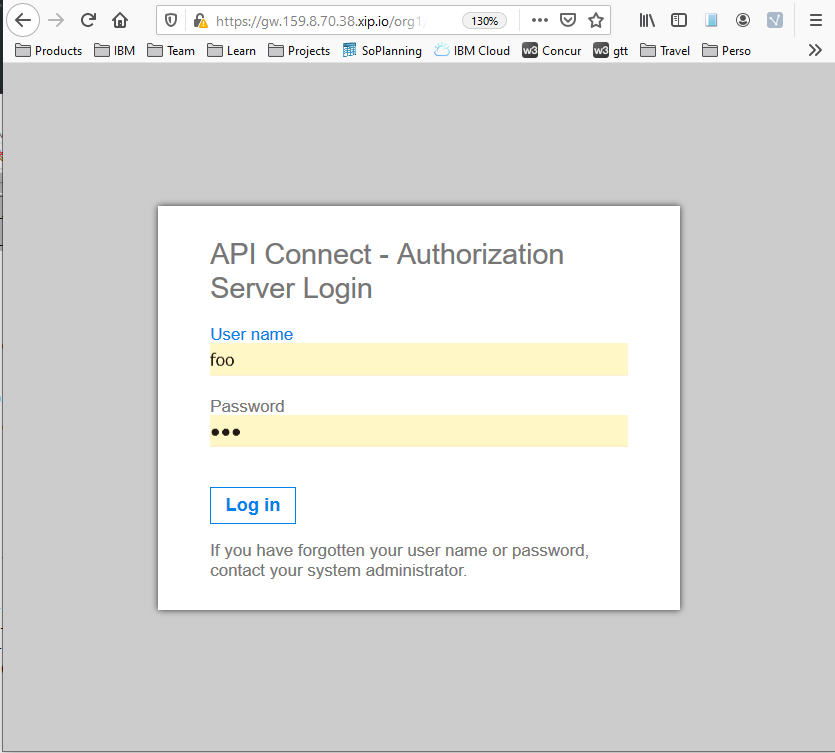 https://gw.159.8.70.38.xip.io/org1/ 130%
Products IBM Team Learn Projects SoPlanning IBM Cloud w3 Concur w3 gtt Travel Perso
API Connect - Authorization
Server Login
User name
foo
Password
Log in
If you have forgotten your user name or password,
contact your system administrator.